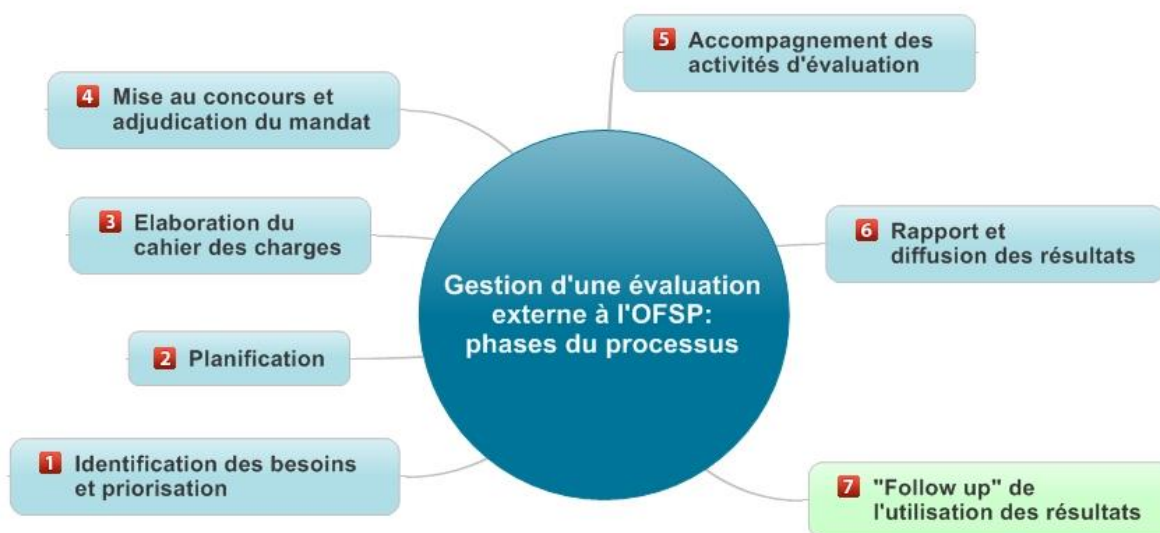 5 Accompagnement des
activités d'évaluation
4 Mise au concours et
adjudication du mandat
3 Elaboration du
cahier des charges
6 Rapport et
diffusion des résultats
Gestion d'une évaluation
externe à l'OFSP:
phases du processus
2 Planification
1 Identification des besoins
et priorisation
7 "Follow up" de
l'utilisation des résultats